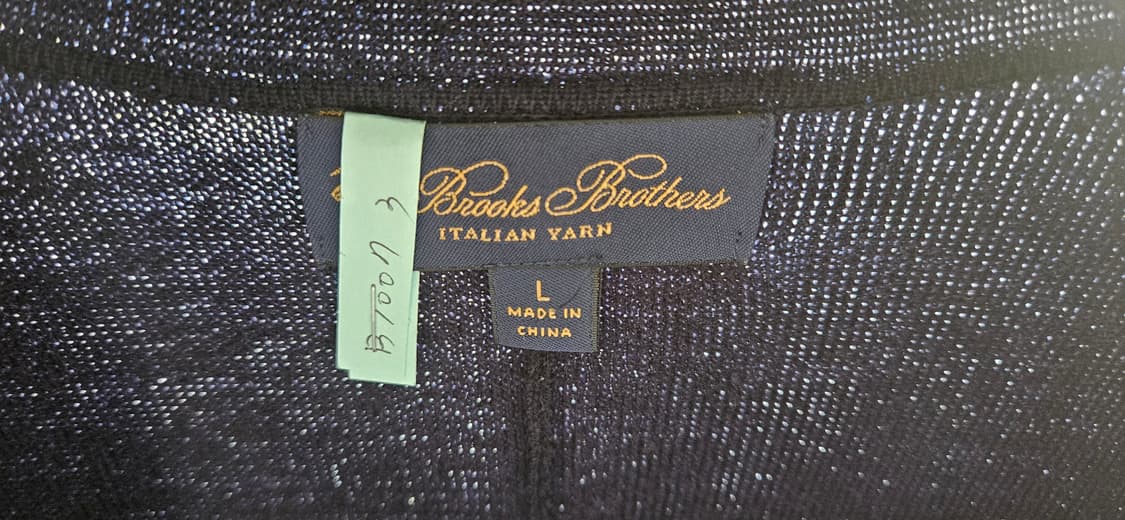 Brooks Brothers
ITALIAN YARN
L
MADE IN
CHINA